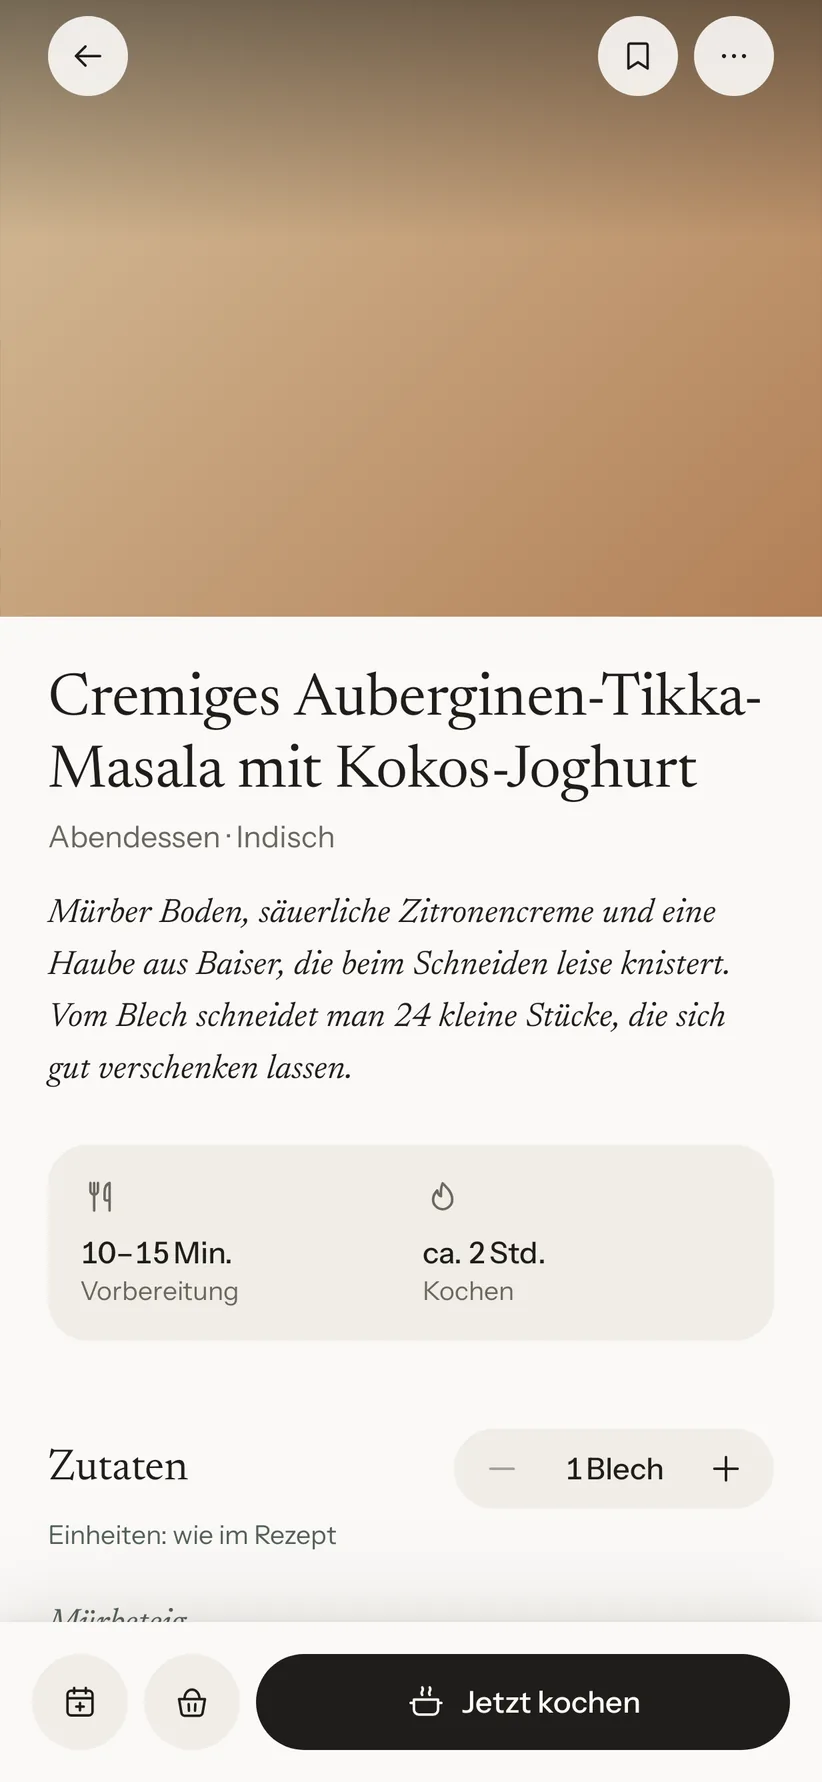 Cremiges Auberginen-Tikka-
Masala mit Kokos-Joghurt
Abendessen · Indisch
Mürber Boden, säuerliche Zitronencreme und eine
Haube aus Baiser, die beim Schneiden leise knistert.
Vom Blech schneidet man 24 kleine Stücke, die sich
gut verschenken lassen.
10–15 Min.
Vorbereitung
ca. 2 Std.
Kochen
Zutaten
1 Blech
Einheiten: wie im Rezept
Mürbeteig
Jetzt kochen